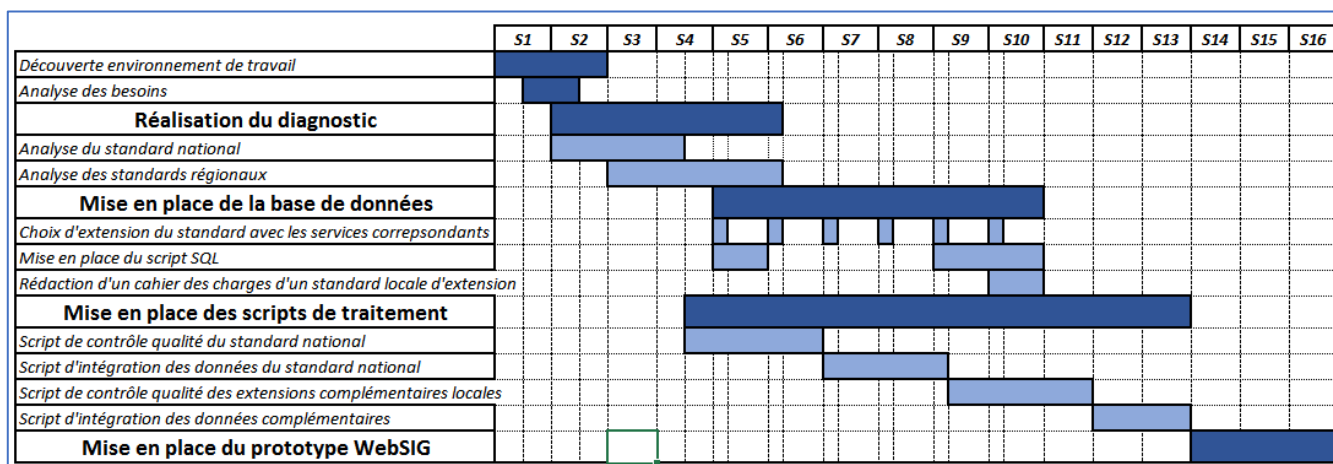 S1 S2 S3 S4 S5 S6 S7 S8 S9 S10 S11 S12 S13 S14 S15 S16
Découverte environnement de travail
Analyse des besoins
Réalisation du diagnostic
Analyse du standard national
Analyse des standards régionaux
Mise en place de la base de données
Choix d'extension du standard avec les services correpsondants
Mise en place du script SQL
Rédaction d'un cahier des charges d'un standard locale d'extension
Mise en place des scripts de traitement
Script de contrôle qualité du standard national
Script d'intégration des données du standard national
Script de contrôle qualité des extensions complémentaires locales
Script d'intégration des données complémentaires
Mise en place du prototype WebSIG